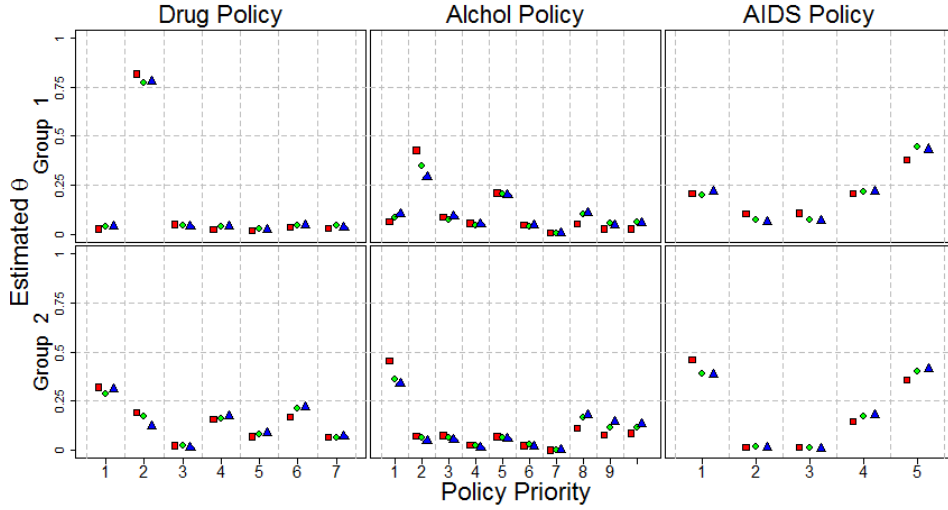 Drug Policy
Alchol Policy
AIDS Policy
Estimated θ
Group 1
1
0.75
0.5
0.25
0
Group 2
1
0.75
0.5
0.25
0
1 2 3 4 5 6 7
1 2 3 4 5 6 7 8 9
1 2 3 4 5
Policy Priority